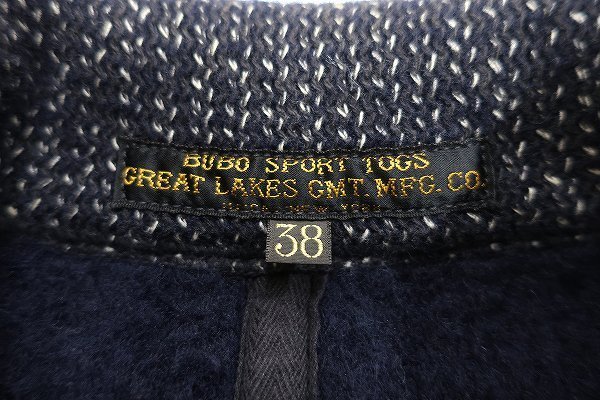 BUBO SPORT TOGS
GREAT LAKES GMT. MFG. CO.
38